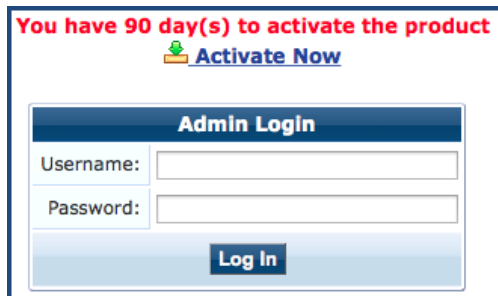 You have 90 day(s) to activate the product
Activate Now
Admin Login
Username:
Password:
Log In